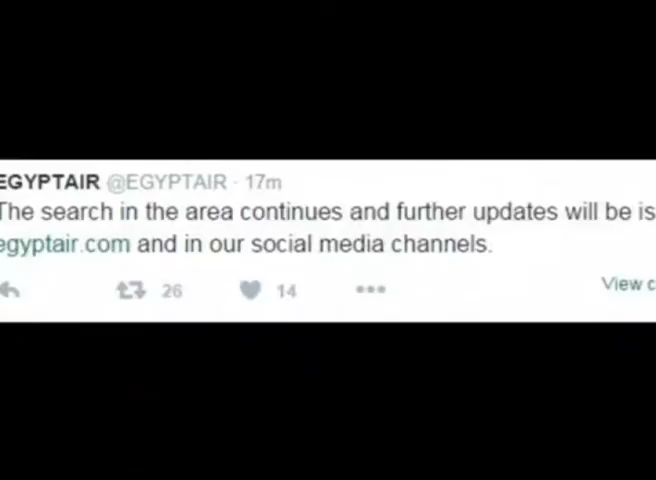 EGYPTAIR @EGYPTAIR · 17m
The search in the area continues and further updates will be is
egyptair.com and in our social media channels.
26 14
View c